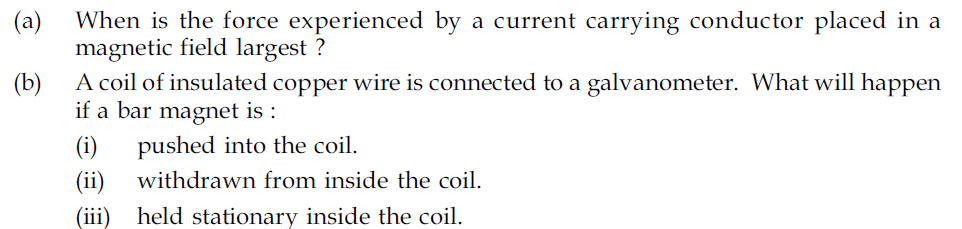 (a) When is the force experienced by a current carrying conductor placed in a
magnetic field largest ?
(b) A coil of insulated copper wire is connected to a galvanometer. What will happen
if a bar magnet is :
(i) pushed into the coil.
(ii) withdrawn from inside the coil.
(iii) held stationary inside the coil.